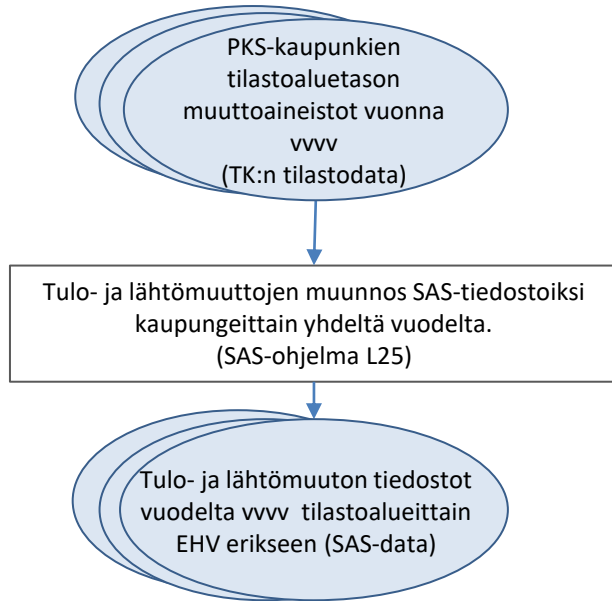 PKS-kaupunkien
tilastoaluetason
muuttoaineistot vuonna
vvvv
(TK:n tilastodata)
Tulo- ja lähtömuuttojen muunnos SAS-tiedostoiksi
kaupungeittain yhdeltä vuodelta.
(SAS-ohjelma L25)
Tulo- ja lähtömuuton tiedostot
vuodelta vvvv tilastoalueittain
EHV erikseen (SAS-data)